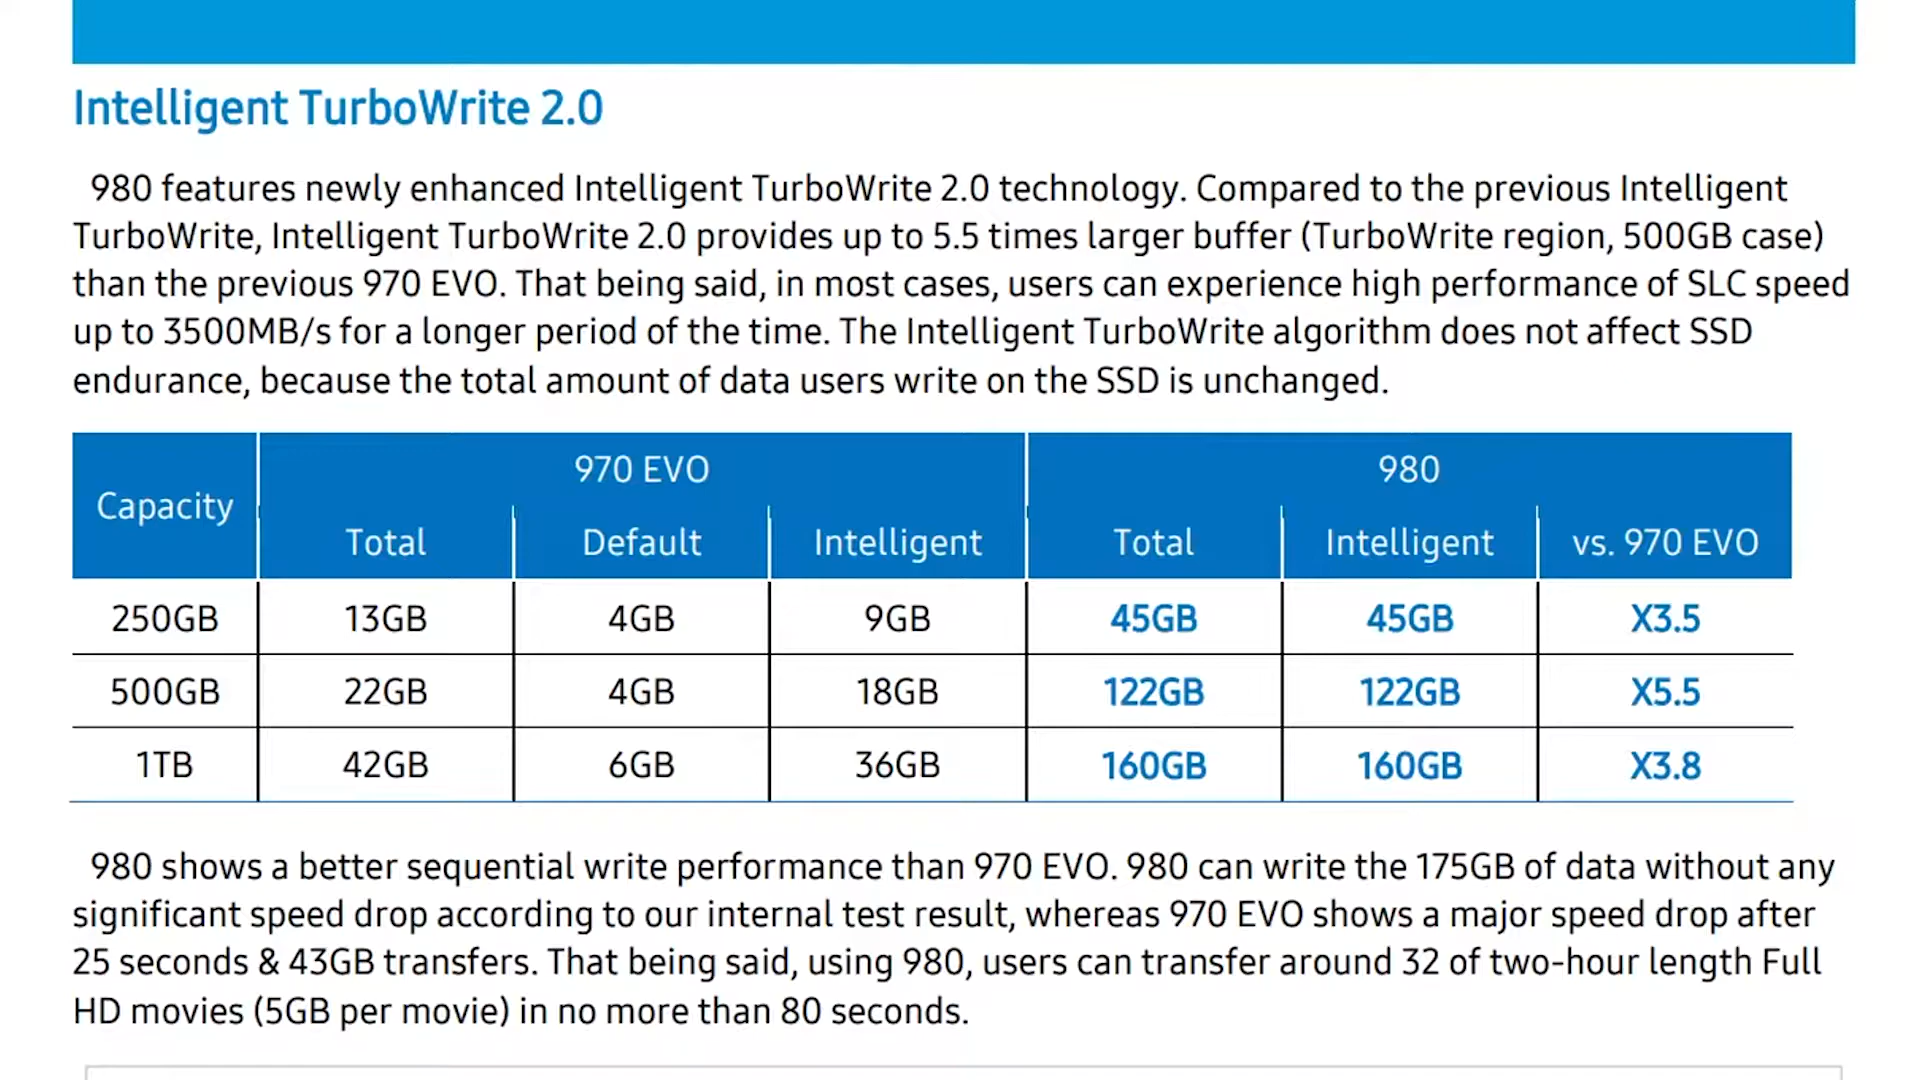 Intelligent TurboWrite 2.0
980 features newly enhanced Intelligent TurboWrite 2.0 technology. Compared to the previous Intelligent
TurboWrite, Intelligent TurboWrite 2.0 provides up to 5.5 times larger buffer (TurboWrite region, 500GB case)
than the previous 970 EVO. That being said, in most cases, users can experience high performance of SLC speed
up to 3500MB/s for a longer period of the time. The Intelligent TurboWrite algorithm does not affect SSD
endurance, because the total amount of data users write on the SSD is unchanged.
Capacity 970 EVO 980
Total Default Intelligent Total Intelligent vs. 970 EVO
250GB 13GB 4GB 9GB 45GB 45GB X3.5
500GB 22GB 4GB 18GB 122GB 122GB X5.5
1TB 42GB 6GB 36GB 160GB 160GB X3.8
980 shows a better sequential write performance than 970 EVO. 980 can write the 175GB of data without any
significant speed drop according to our internal test result, whereas 970 EVO shows a major speed drop after
25 seconds & 43GB transfers. That being said, using 980, users can transfer around 32 of two-hour length Full
HD movies (5GB per movie) in no more than 80 seconds.